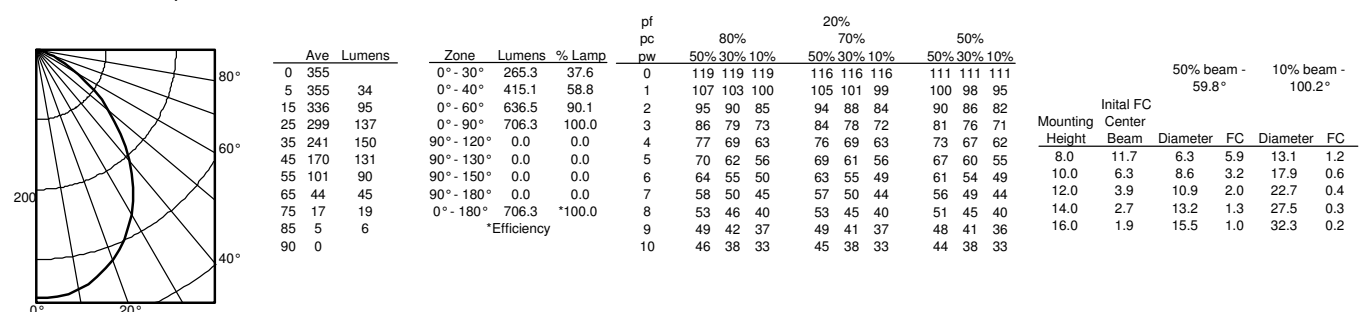 80°
60°
200
40°
0° 20°
Ave Lumens
0 355
5 355 34
15 336 95
25 299 137
35 241 150
45 170 131
55 101 90
65 44 45
75 17 19
85 5 6
90 0
Zone Lumens % Lamp
0° - 30° 265.3 37.6
0° - 40° 415.1 58.8
0° - 60° 636.5 90.1
0° - 90° 706.3 100.0
90° - 120° 0.0 0.0
90° - 130° 0.0 0.0
90° - 150° 0.0 0.0
90° - 180° 0.0 0.0
0° - 180° 706.3 *100.0
*Efficiency
pf 20%
pc 80% 70% 50%
pw 50% 30% 10% 50% 30% 10% 50% 30% 10%
0 119 119 119 116 116 116 111 111 111
1 107 103 100 105 101 99 100 98 95
2 95 90 85 94 88 84 90 86 82
3 86 79 73 84 78 72 81 76 71
4 77 69 63 76 69 63 73 67 62
5 70 62 56 69 61 56 67 60 55
6 64 55 50 63 55 49 61 54 49
7 58 50 45 57 50 44 56 49 44
8 53 46 40 53 45 40 51 45 40
9 49 42 37 49 41 37 48 41 36
10 46 38 33 45 38 33 44 38 33
50% beam - 10% beam -
59.8° 100.2°
Inital FC
Mounting Center
Height Beam Diameter FC Diameter FC
8.0 11.7 6.3 5.9 13.1 1.2
10.0 6.3 8.6 3.2 17.9 0.6
12.0 3.9 10.9 2.0 22.7 0.4
14.0 2.7 13.2 1.3 27.5 0.3
16.0 1.9 15.5 1.0 32.3 0.2